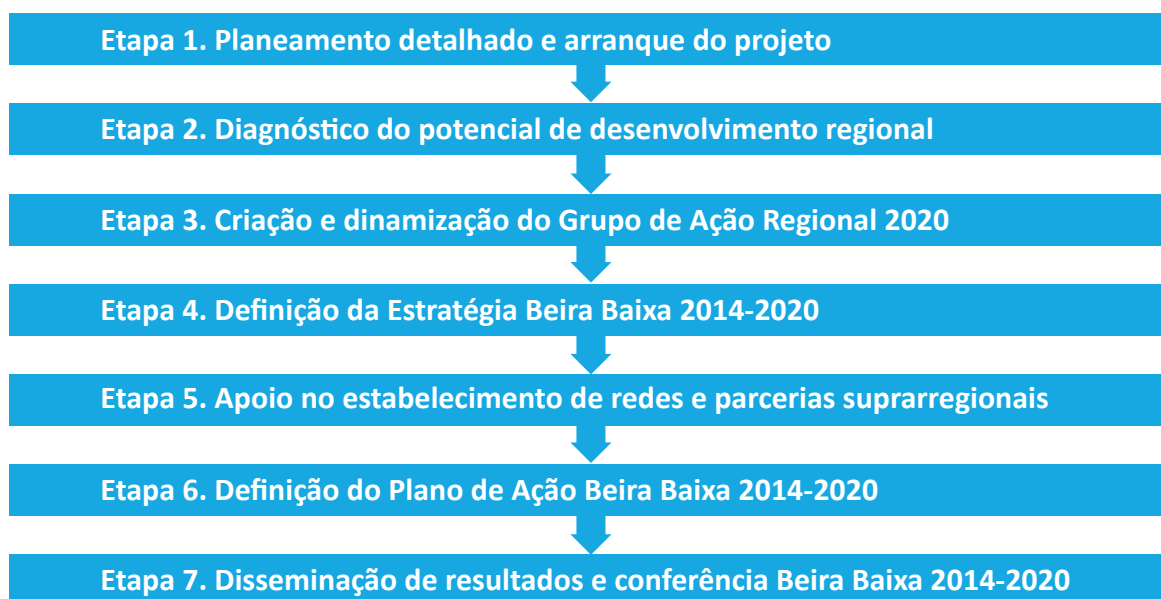 Etapa 1. Planeamento detalhado e arranque do projeto
Etapa 2. Diagnóstico do potencial de desenvolvimento regional
Etapa 3. Criação e dinamização do Grupo de Ação Regional 2020
Etapa 4. Definição da Estratégia Beira Baixa 2014-2020
Etapa 5. Apoio no estabelecimento de redes e parcerias suprarregionais
Etapa 6. Definição do Plano de Ação Beira Baixa 2014-2020
Etapa 7. Disseminação de resultados e conferência Beira Baixa 2014-2020